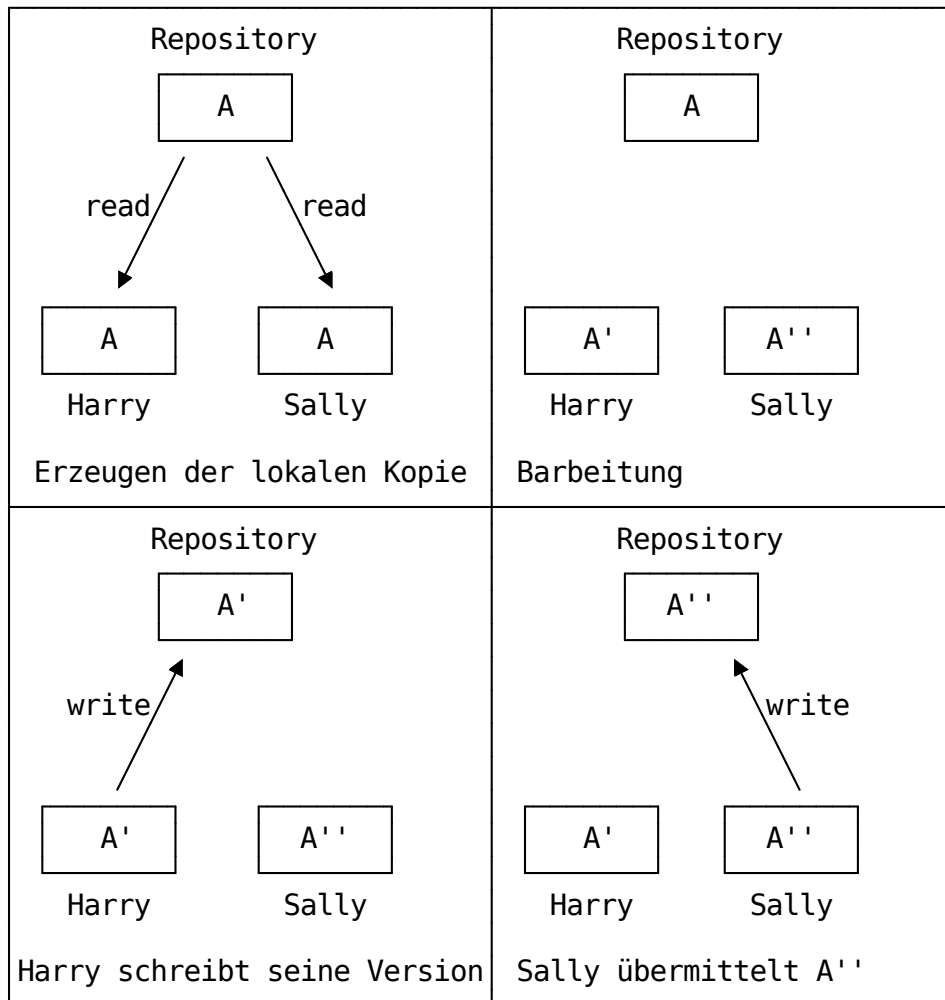 Repository
A
read read
A A
Harry Sally
Erzeugen der lokalen Kopie
Repository
A
A' A''
Harry Sally
Barbeitung
Repository
A'
write
A' A''
Harry Sally
Harry schreibt seine Version
Repository
A''
write
A' A''
Harry Sally
Sally übermittelt A''